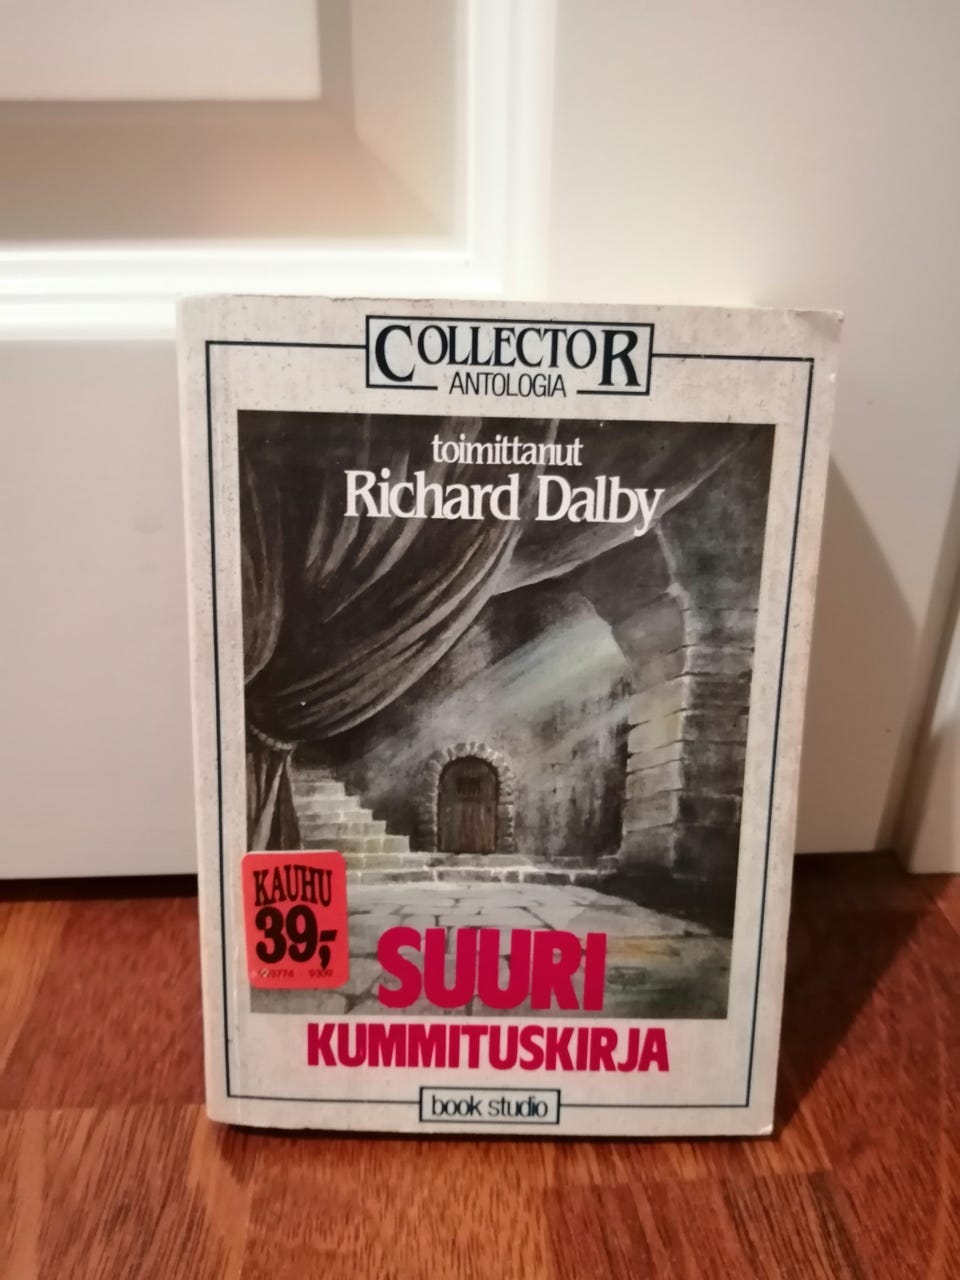 COLLECTOR
ANTOLOGIA
toimittanut
Richard Dalby
KAUHU
39,-
SUURI
KUMMITUSKIRJA
book studio